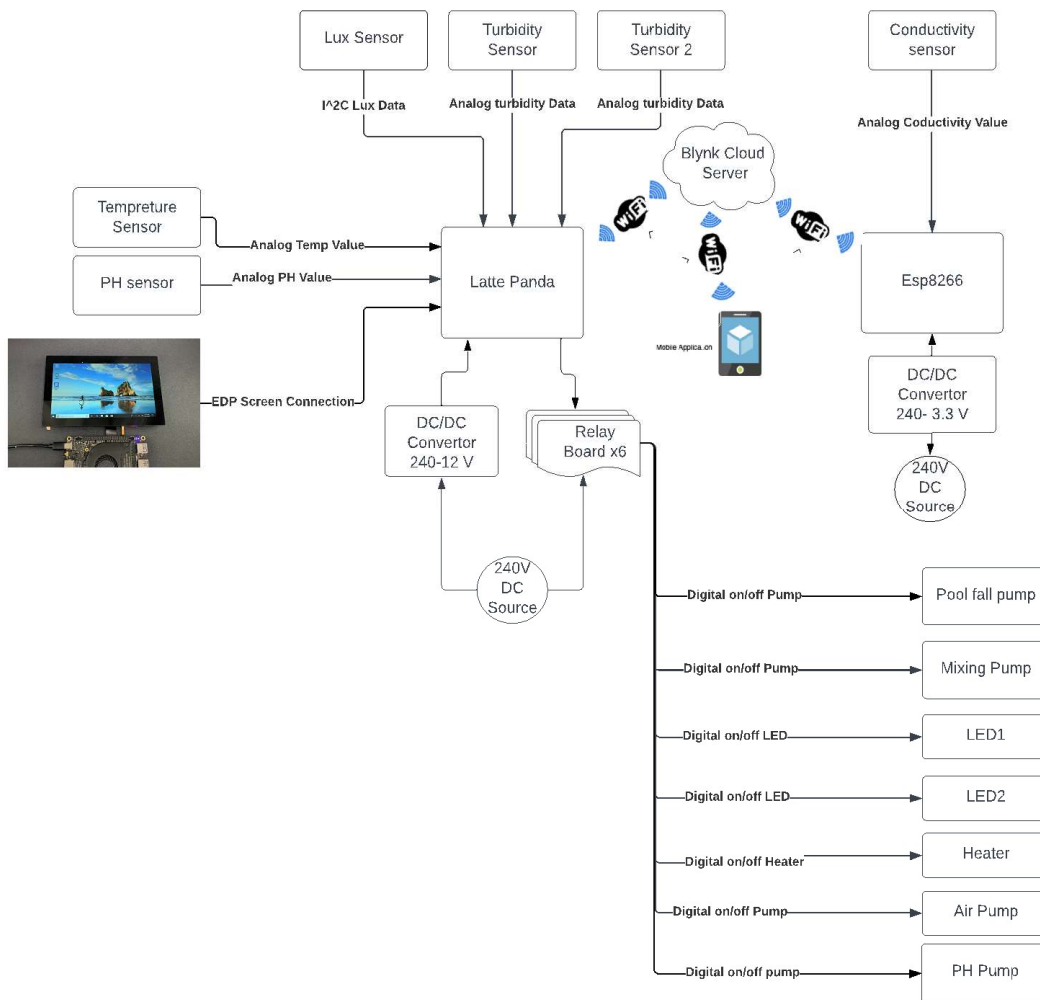 Lux Sensor
Turbidity
Sensor
Turbidity
Sensor 2
Conductivity
sensor
I^2C Lux Data
Analog turbidity Data
Analog turbidity Data
Analog Coductivity Value
Blynk Cloud
Server
WiFi
WiFi
WiFi
Tempreture
Sensor
Analog Temp Value
PH sensor
Analog PH Value
Latte Panda
Esp8266
Mobile Applica.on
EDP Screen Connection
DC/DC
Convertor
240-12 V
Relay
Board x6
DC/DC
Convertor
240- 3.3 V
240V
DC
Source
240V
DC
Source
Digital on/off Pump
Pool fall pump
Digital on/off Pump
Mixing Pump
Digital on/off LED
LED1
Digital on/off LED
LED2
Digital on/off Heater
Heater
Digital on/off Pump
Air Pump
Digital on/off pump
PH Pump